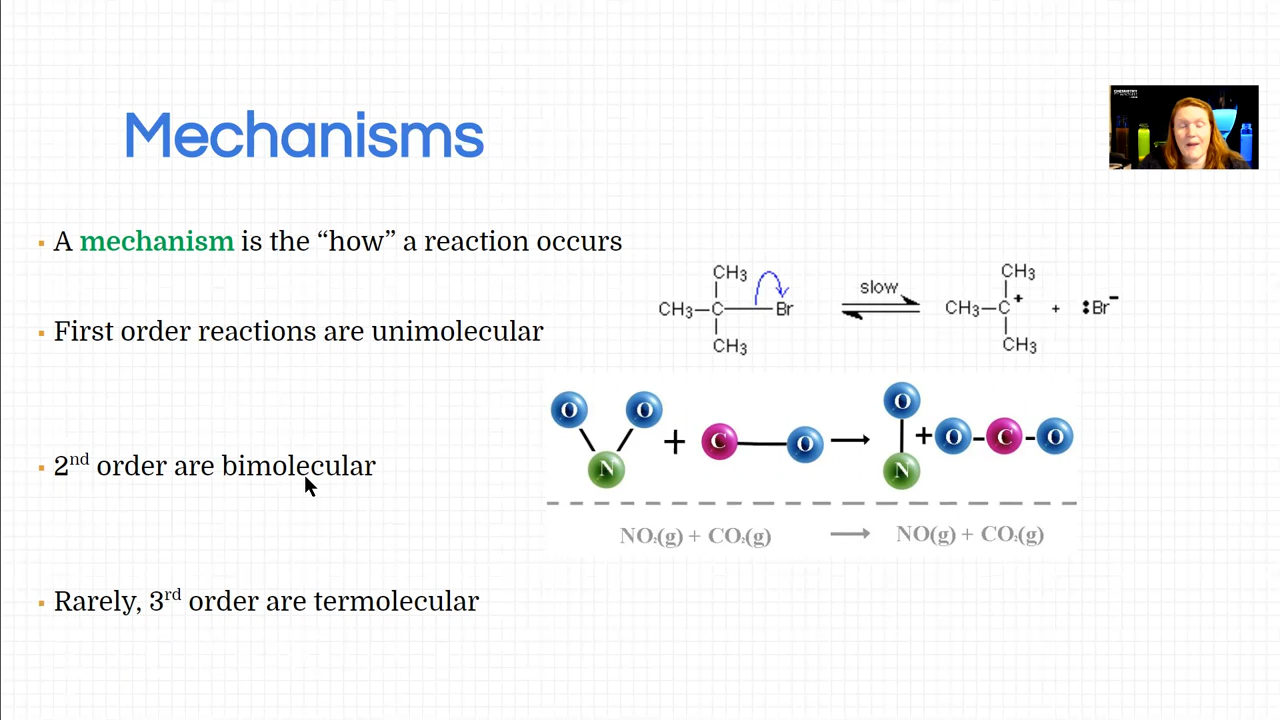 Mechanisms
CHEMISTRY
▪ A mechanism is the “how” a reaction occurs
▪ First order reactions are unimolecular
CH₃ CH₃
CH₃–C Br slow CH₃–C⁺ + :Br⁻
CH₃ CH₃
O O O
+ C O + O C O
N N
▪ 2nd order are bimolecular
NO₂(g) + CO₂(g) → NO(g) + CO₂(g)
▪ Rarely, 3rd order are termolecular